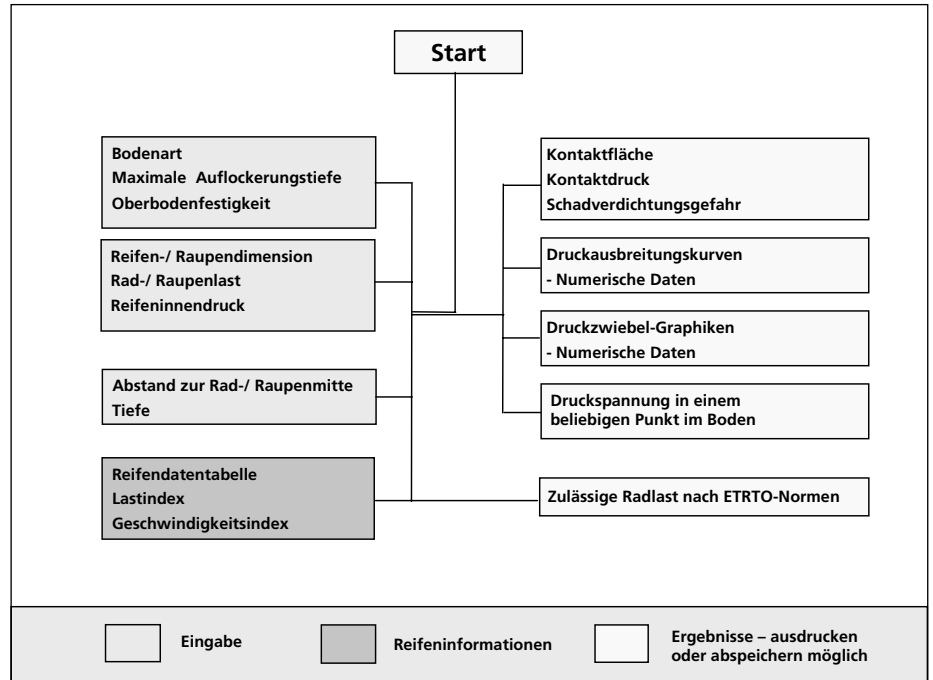 Start
Bodenart
Maximale Auflockerungstiefe
Oberbodenfestigkeit
Reifen-/ Raupendimension
Rad-/ Raupenlast
Reifeninnendruck
Abstand zur Rad-/ Raupenmitte
Tiefe
Reifendatentabelle
Lastindex
Geschwindigkeitsindex
Kontaktfläche
Kontaktdruck
Schadverdichtungsgefahr
Druckausbreitungskurven
- Numerische Daten
Druckzwiebel-Graphiken
- Numerische Daten
Druckspannung in einem
beliebigen Punkt im Boden
Zulässige Radlast nach ETRTO-Normen
Eingabe
Reifeninformationen
Ergebnisse – ausdrucken
oder abspeichern möglich